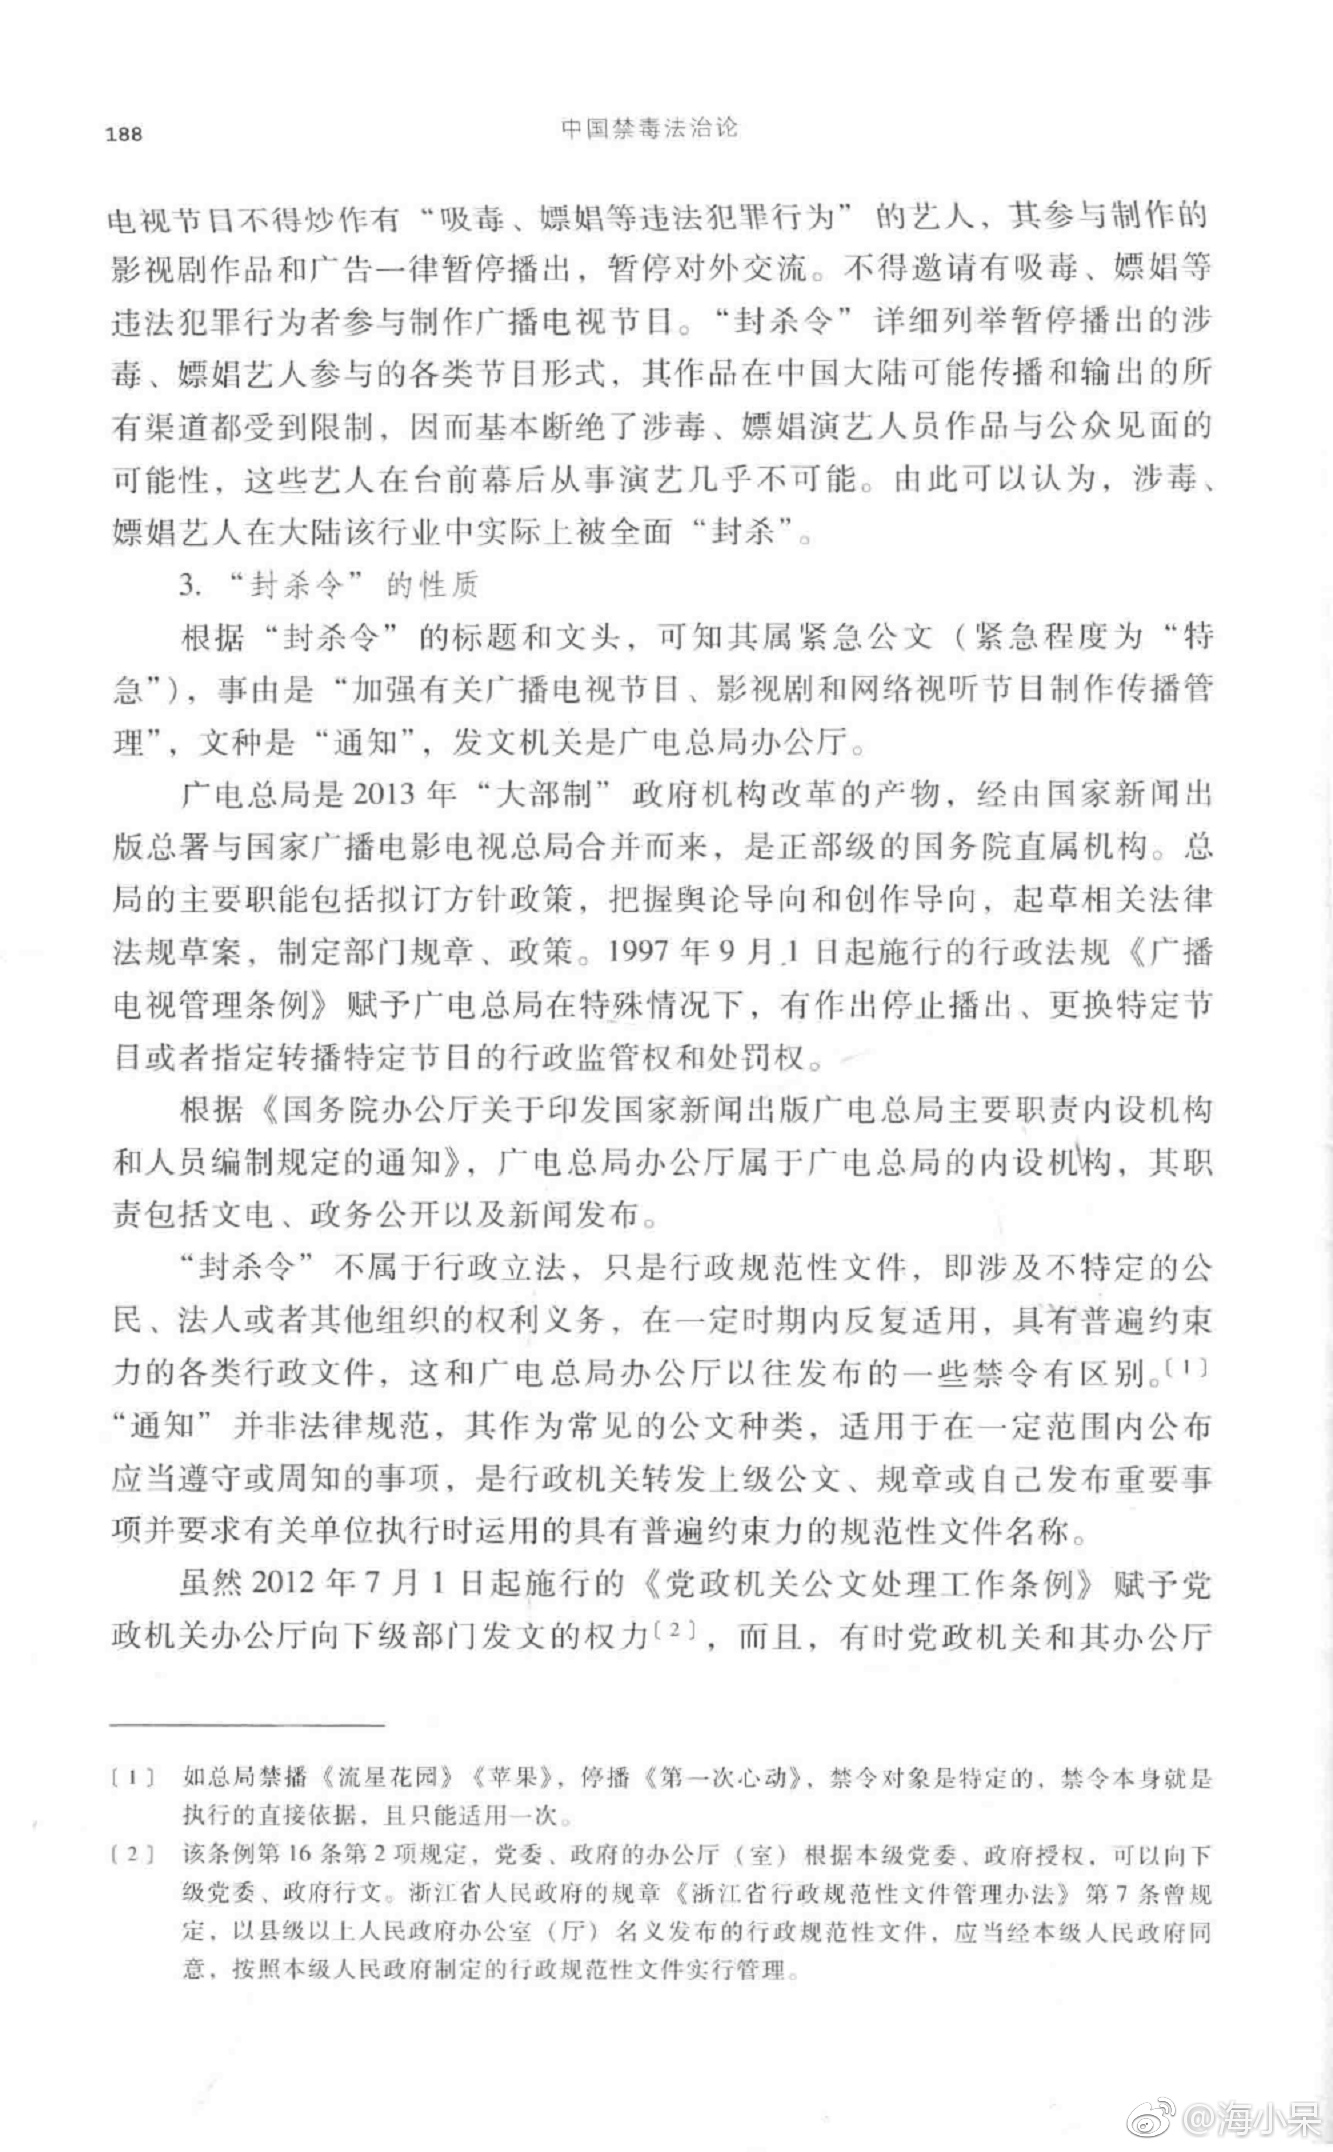 188
中国禁毒法治论
电视节目不得炒作有“吸毒、嫖娼等违法犯罪行为”的艺人，其参与制作的
影视剧作品和广告一律暂停播出，暂停对外交流。不得邀请有吸毒、嫖娼等
违法犯罪行为者参与制作广播电视节目。“封杀令”详细列举暂停播出的涉
毒、嫖娼艺人参与的各类节目形式，其作品在中国大陆可能传播和输出的所
有渠道都受到限制，因而基本断绝了涉毒、嫖娼演艺人员作品与公众见面的
可能性，这些艺人在台前幕后从事演艺几乎不可能。由此可以认为，涉毒、
嫖娼艺人在大陆该行业中实际上被全面“封杀”。
3. “封杀令”的性质
根据“封杀令”的标题和文头，可知其属紧急公文（紧急程度为“特
急”），事由是“加强有关广播电视节目、影视剧和网络视听节目制作传播管
理”，文种是“通知”，发文机关是广电总局办公厅。
广电总局是2013年“大部制”政府机构改革的产物，经由国家新闻出
版总署与国家广播电影电视总局合并而来，是正部级的国务院直属机构。总
局的主要职能包括拟订方针政策，把握舆论导向和创作导向，起草相关法律
法规草案，制定部门规章、政策。1997年9月1日起施行的行政法规《广播
电视管理条例》赋予广电总局在特殊情况下，有作出停止播出、更换特定节
目或者指定转播特定节目的行政监管权和处罚权。
根据《国务院办公厅关于印发国家新闻出版广电总局主要职责内设机构
和人员编制规定的通知》，广电总局办公厅属于广电总局的内设机构，其职
责包括文电、政务公开以及新闻发布。
“封杀令”不属于行政立法，只是行政规范性文件，即涉及不特定的公
民、法人或者其他组织的权利义务，在一定时期内反复适用，具有普遍约束
力的各类行政文件，这和广电总局办公厅以往发布的一些禁令有区别。〔1〕
“通知”并非法律规范，其作为常见的公文种类，适用于在一定范围内公布
应当遵守或周知的事项，是行政机关转发上级公文、规章或自己发布重要事
项并要求有关单位执行时运用的具有普遍约束力的规范性文件名称。
虽然2012年7月1日起施行的《党政机关公文处理工作条例》赋予党
政机关办公厅向下级部门发文的权力〔2〕，而且，有时党政机关和其办公厅
〔1〕 如总局禁播《流星花园》《苹果》，停播《第一次心动》，禁令对象是特定的，禁令本身就是
执行的直接依据，且只能适用一次。
〔2〕 该条例第16条第2项规定，党委、政府的办公厅（室）根据本级党委、政府授权，可以向下
级党委、政府行文。浙江省人民政府的规章《浙江省行政规范性文件管理办法》第7条曾规
定，以县级以上人民政府办公室（厅）名义发布的行政规范性文件，应当经本级人民政府同
意，按照本级人民政府制定的行政规范性文件实行管理。
@海小呆